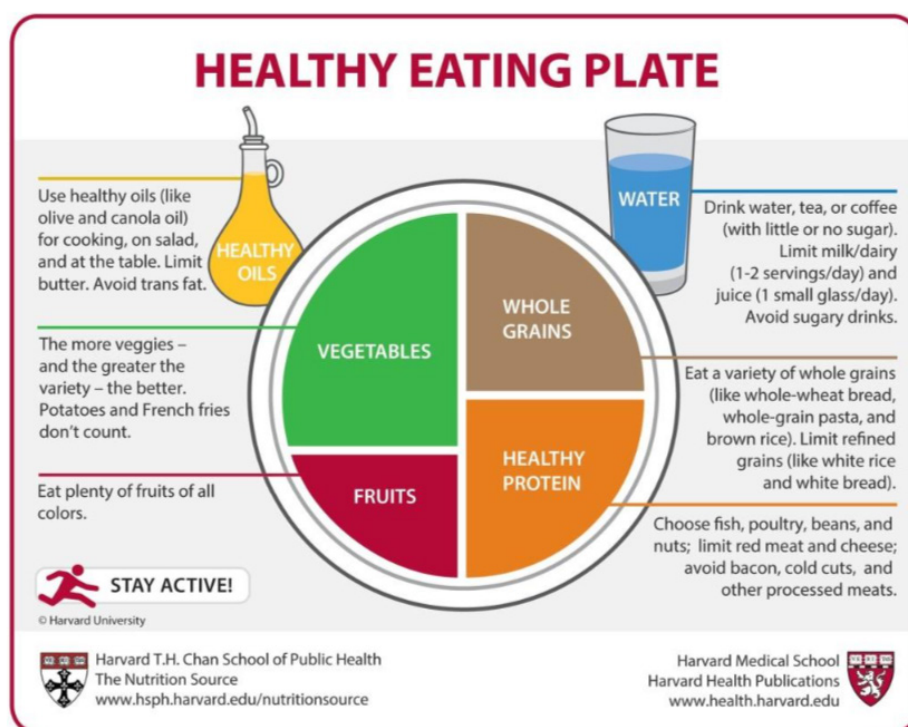 HEALTHY EATING PLATE
Use healthy oils (like
olive and canola oil)
for cooking, on salad,
and at the table. Limit
butter. Avoid trans fat.
HEALTHY
OILS
The more veggies –
and the greater the
variety – the better.
Potatoes and French fries
don’t count.
Eat plenty of fruits of all
colors.
VEGETABLES
FRUITS
WHOLE
GRAINS
HEALTHY
PROTEIN
WATER
Drink water, tea, or coffee
(with little or no sugar).
Limit milk/dairy
(1-2 servings/day) and
juice (1 small glass/day).
Avoid sugary drinks.
Eat a variety of whole grains
(like whole-wheat bread,
whole-grain pasta, and
brown rice). Limit refined
grains (like white rice
and white bread).
Choose fish, poultry, beans, and
nuts; limit red meat and cheese;
avoid bacon, cold cuts, and
other processed meats.
STAY ACTIVE!
© Harvard University
Harvard T.H. Chan School of Public Health
The Nutrition Source
www.hsph.harvard.edu/nutritionsource
Harvard Medical School
Harvard Health Publications
www.health.harvard.edu